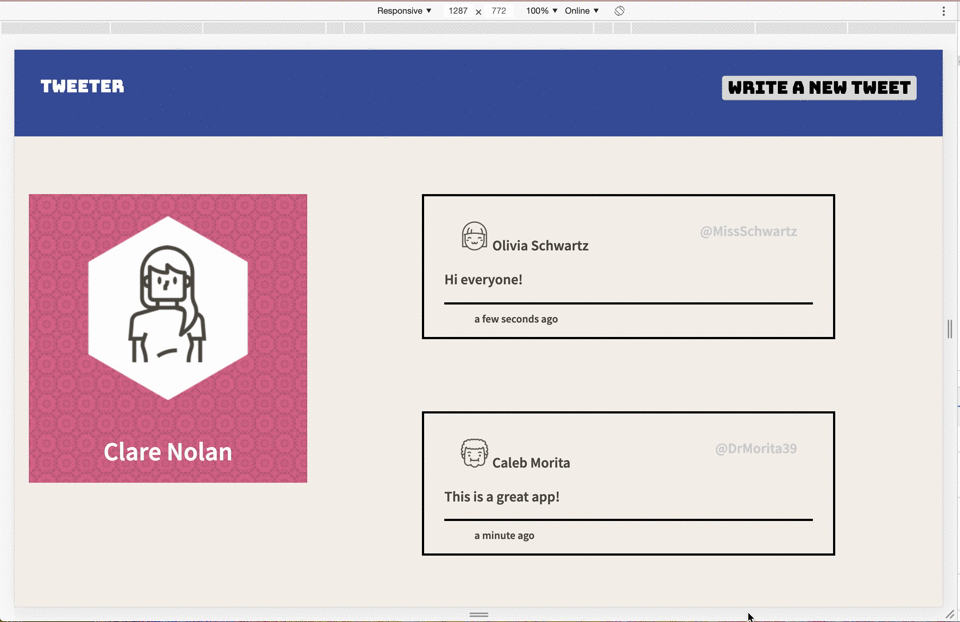 Responsive ▼ 1287 × 772 100% ▼ Online ▼
TWEETER
WRITE A NEW TWEET
Clare Nolan
Olivia Schwartz
@MissSchwartz
Hi everyone!
a few seconds ago
Caleb Morita
@DrMorita39
This is a great app!
a minute ago